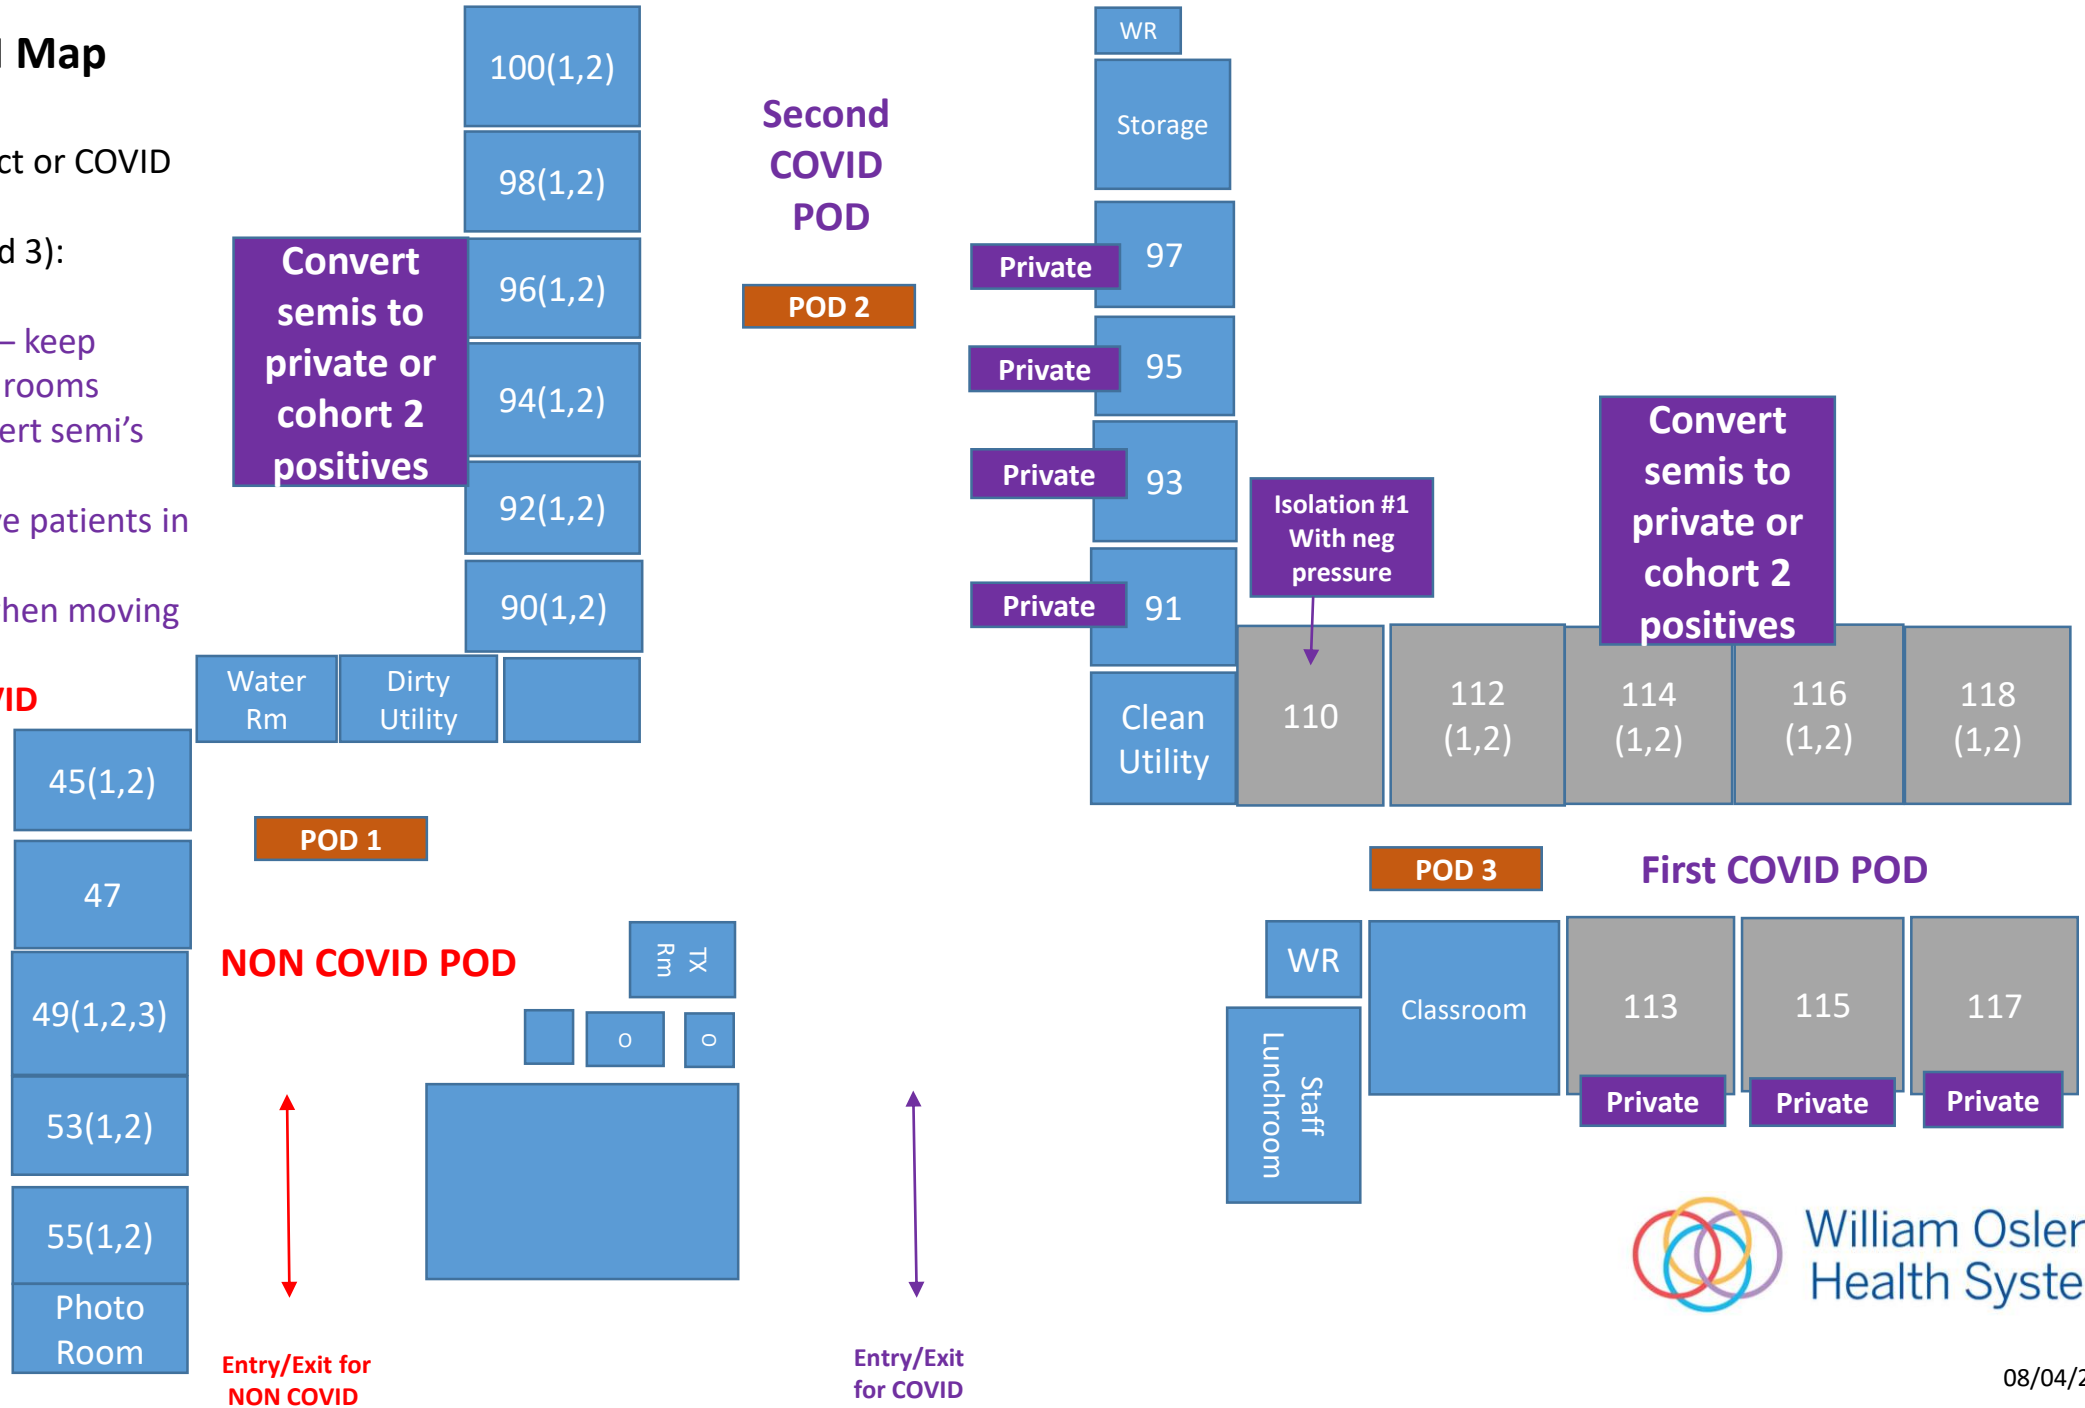 Map
ct or COVID
d 3):
– keep
rooms
ert semi's
ve patients in
hen moving
VID
100(1,2)
98(1,2)
96(1,2)
94(1,2)
92(1,2)
90(1,2)
Convert
semis to
private or
cohort 2
positives
Water
Rm
Dirty
Utility
45(1,2)
47
49(1,2,3)
53(1,2)
55(1,2)
Photo
Room
POD 1
NON COVID POD
TX
Rm
O
O
Entry/Exit for
NON COVID
Entry/Exit
for COVID
Second
COVID
POD
POD 2
WR
Storage
97
Private
95
Private
93
Private
91
Private
Clean
Utility
Isolation #1
With neg
pressure
110
112
(1,2)
114
(1,2)
116
(1,2)
118
(1,2)
Convert
semis to
private or
cohort 2
positives
POD 3
First COVID POD
WR
Staff
Lunchroom
Classroom
113
Private
115
Private
117
Private
William Osler
Health Syste
08/04/2